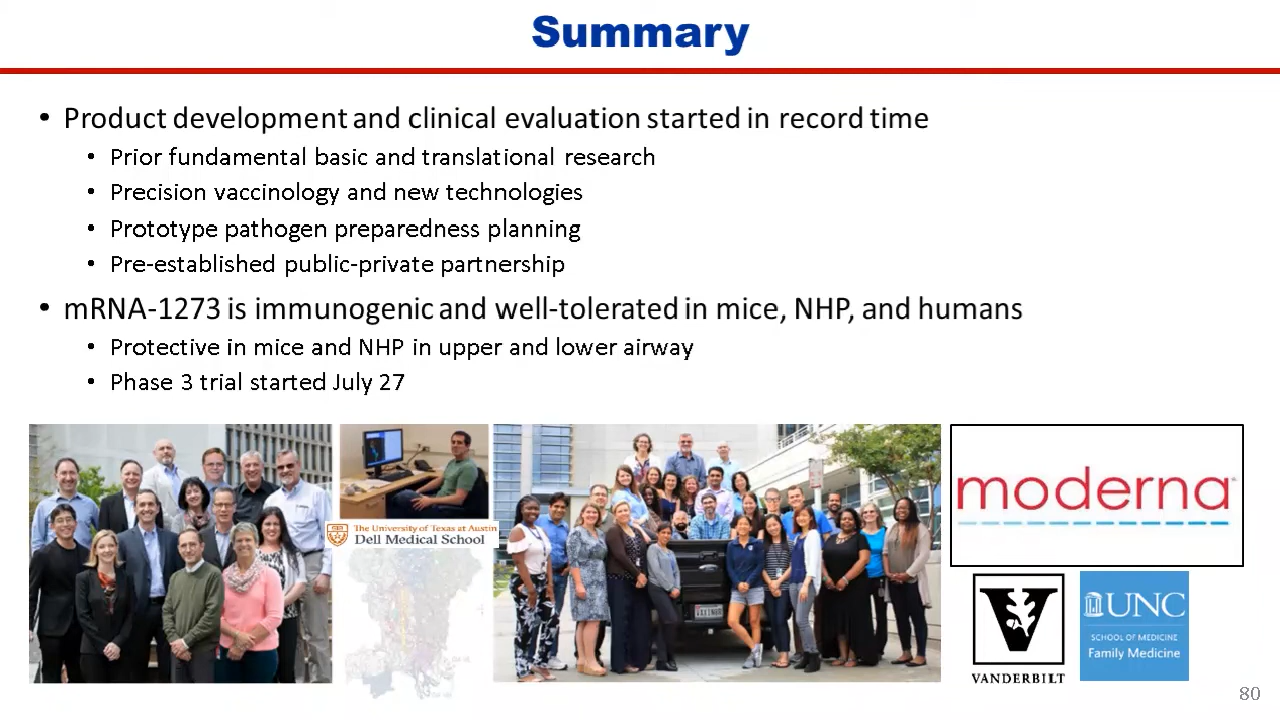 Summary
• Product development and clinical evaluation started in record time
• Prior fundamental basic and translational research
• Precision vaccinology and new technologies
• Prototype pathogen preparedness planning
• Pre-established public-private partnership
• mRNA-1273 is immunogenic and well-tolerated in mice, NHP, and humans
• Protective in mice and NHP in upper and lower airway
• Phase 3 trial started July 27
The University of Texas at Austin
Dell Medical School
moderna
V
VANDERBILT
UNC
SCHOOL OF MEDICINE
Family Medicine
80